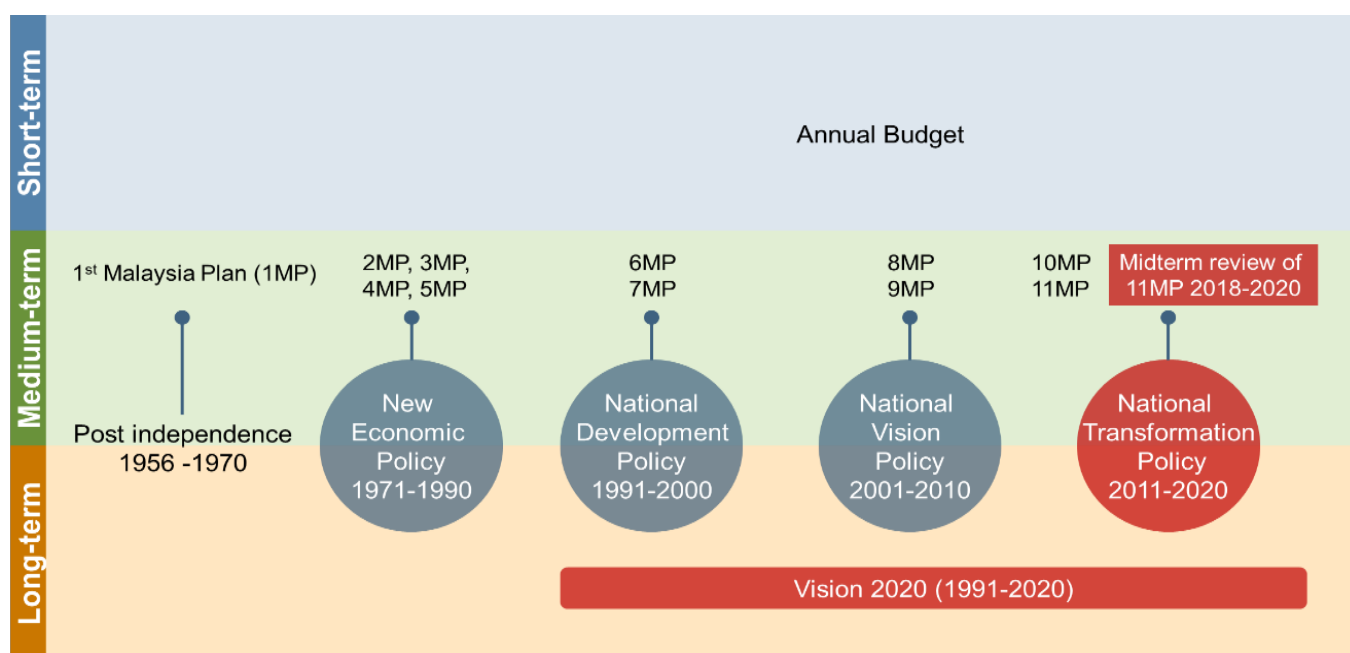 Short-term
Annual Budget
Medium-term
1st Malaysia Plan (1MP)
2MP, 3MP,
4MP, 5MP
6MP
7MP
8MP
9MP
10MP
11MP
Midterm review of
11MP 2018-2020
Post independence
1956 -1970
New
Economic
Policy
1971-1990
National
Development
Policy
1991-2000
National
Vision
Policy
2001-2010
National
Transformation
Policy
2011-2020
Long-term
Vision 2020 (1991-2020)